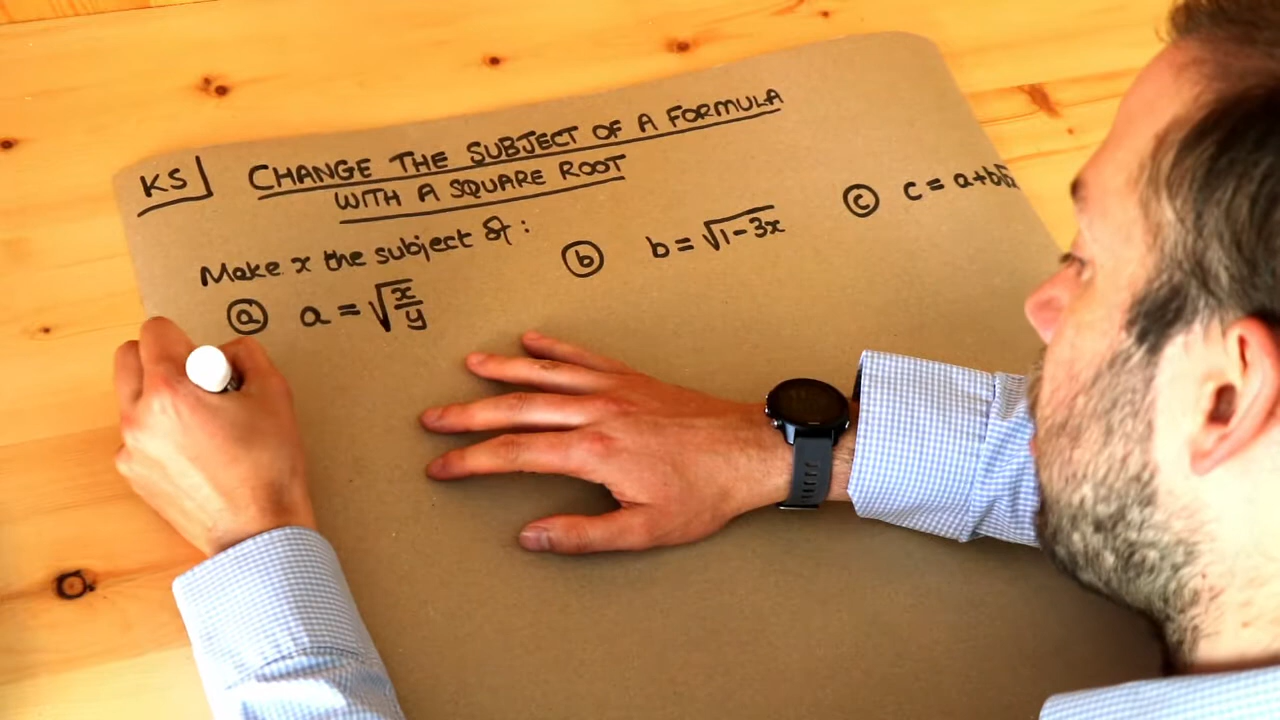 KS
CHANGE THE SUBJECT OF A FORMULA
WITH A SQUARE ROOT
Make x the subject of:
ⓐ a = √(x/y)
ⓑ b = √(1-3x)
ⓒ c = a+b√